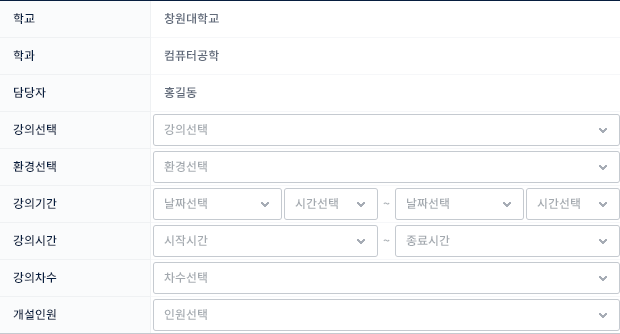 학교 창원대학교
학과 컴퓨터공학
담당자 홍길동
강의선택 강의선택
환경선택 환경선택
강의기간 날짜선택 시간선택 ~ 날짜선택 시간선택
강의시간 시작시간 ~ 종료시간
강의차수 차수선택
개설인원 인원선택